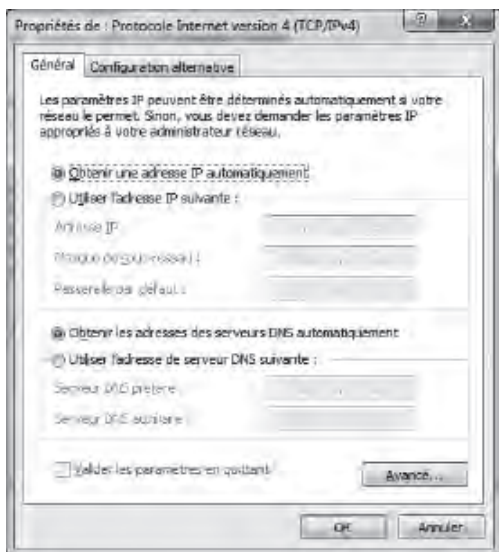 Propriétés de : Protocole Internet version 4 (TCP/IPv4)
Général
Configuration alternative
Les paramètres IP peuvent être déterminés automatiquement si votre
réseau le permet. Sinon, vous devez demander les paramètres IP
appropriés à votre administrateur réseau.
Obtenir une adresse IP automatiquement
Utiliser l'adresse IP suivante :
Adresse IP
Masque de sous-réseau :
Passerelle par défaut :
Obtenir les adresses des serveurs DNS automatiquement
Utiliser l'adresse de serveur DNS suivante :
Serveur DNS préféré
Serveur DNS auxiliaire :
Valider les paramètres en quittant
Avancé...
OK
Annuler